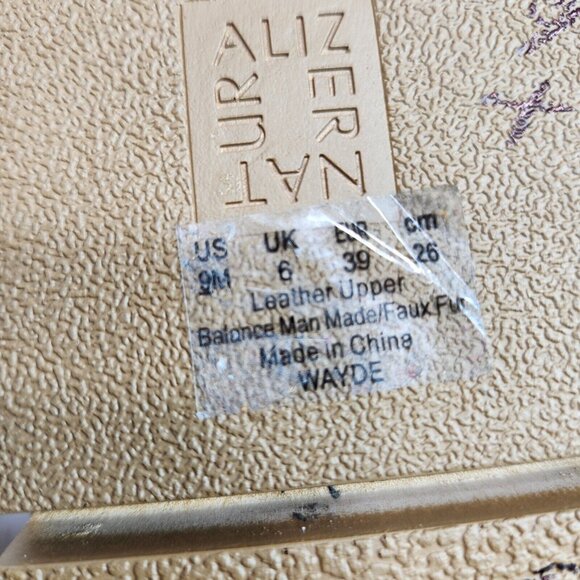 NATURALIZER
US UK EUR cm
9M 6 39 26
Leather Upper
Balance Man Made/Faux Fur
Made in China
WAYDE